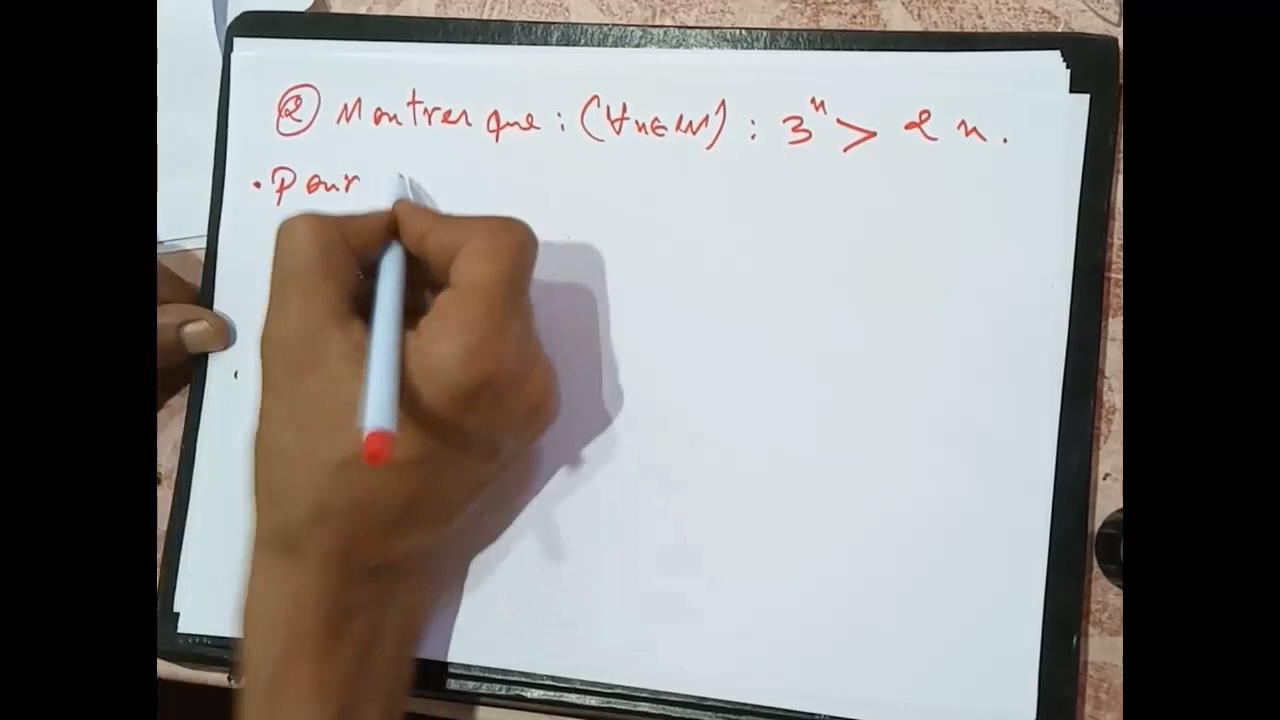 ② Montrer que : (∀n∈ℕ) : 3ⁿ > 2n.
• Pour